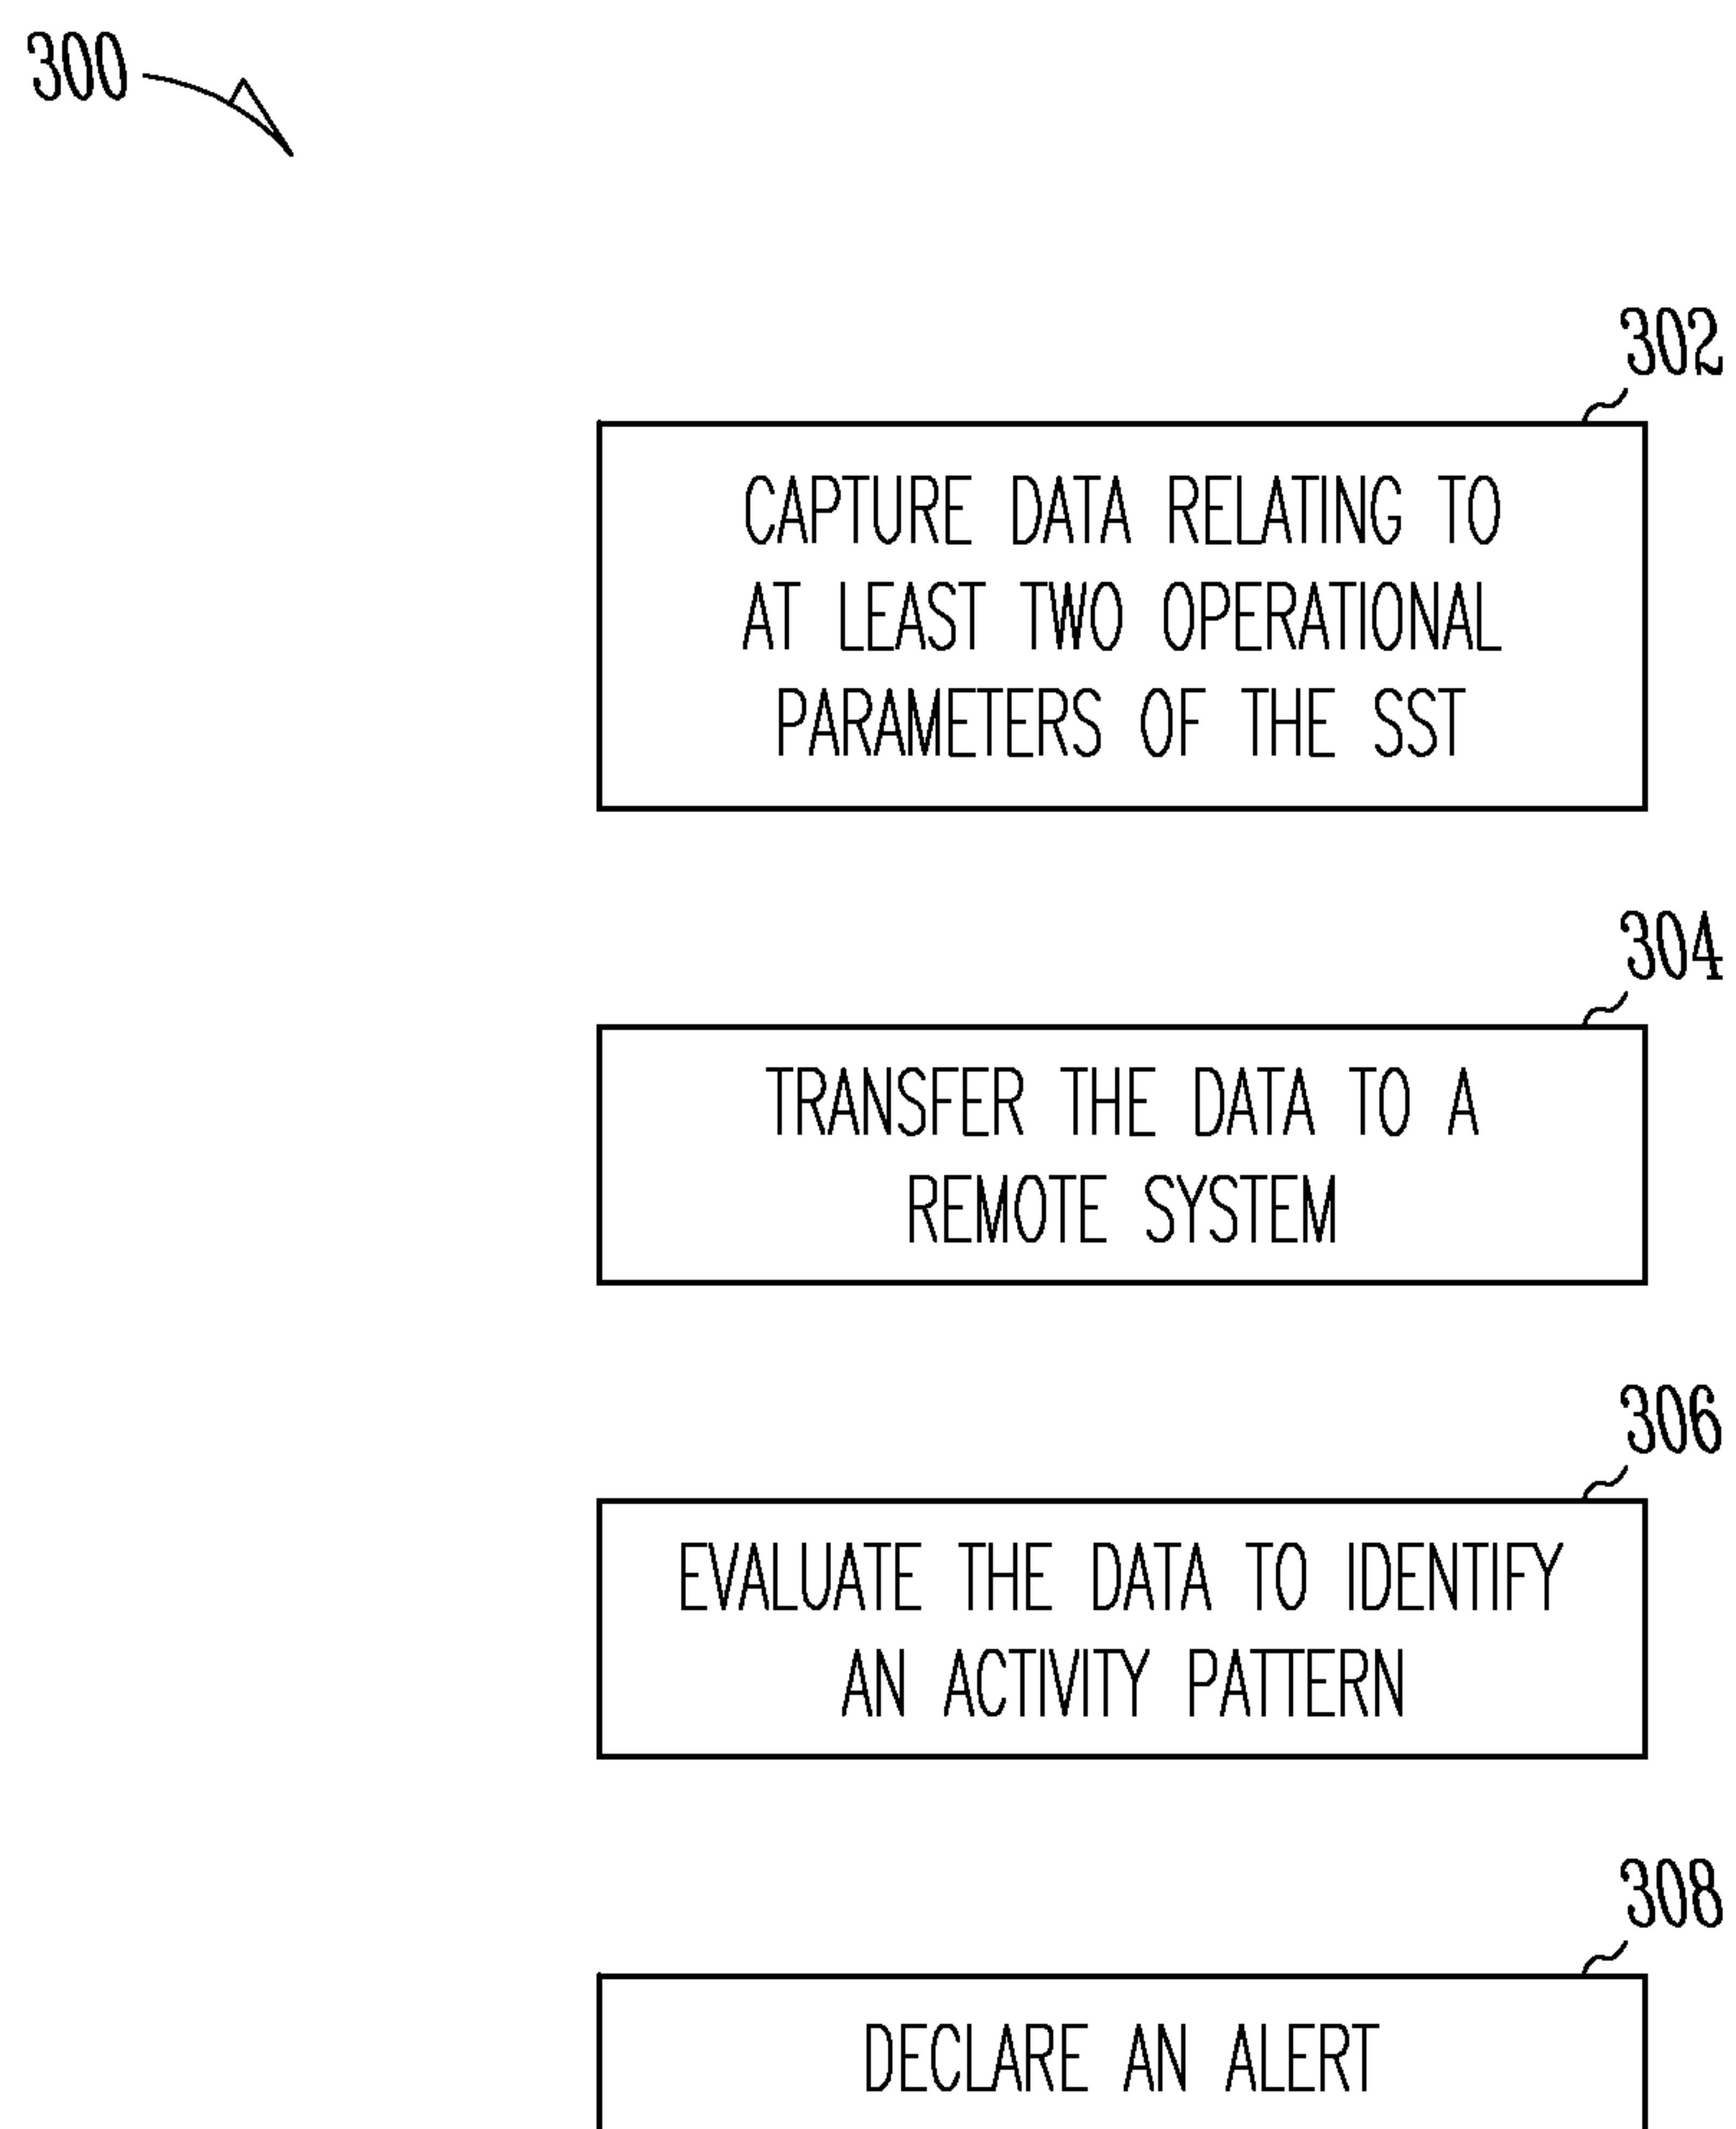 300
302
CAPTURE DATA RELATING TO
AT LEAST TWO OPERATIONAL
PARAMETERS OF THE SST
304
TRANSFER THE DATA TO A
REMOTE SYSTEM
306
EVALUATE THE DATA TO IDENTIFY
AN ACTIVITY PATTERN
308
DECLARE AN ALERT